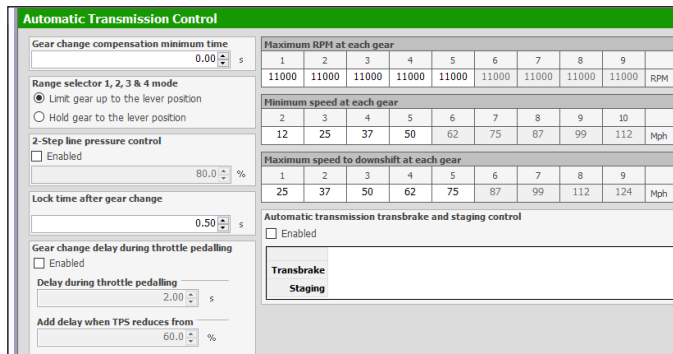 Automatic Transmission Control
Gear change compensation minimum time
0.00 s
Range selector 1, 2, 3 & 4 mode
Limit gear up to the lever position
Hold gear to the lever position
2-Step line pressure control
Enabled
80.0 %
Lock time after gear change
0.50 s
Gear change delay during throttle pedalling
Enabled
Delay during throttle pedalling
2.00 s
Add delay when TPS reduces from
60.0 %
Maximum RPM at each gear
1 2 3 4 5 6 7 8 9
11000 11000 11000 11000 11000 11000 11000 11000 11000 RPM
Minimum speed at each gear
2 3 4 5 6 7 8 9 10
12 25 37 50 62 75 87 99 112 Mph
Maximum speed to downshift at each gear
1 2 3 4 5 6 7 8 9
25 37 50 62 75 87 99 112 124 Mph
Automatic transmission transbrake and staging control
Enabled
Transbrake
Staging